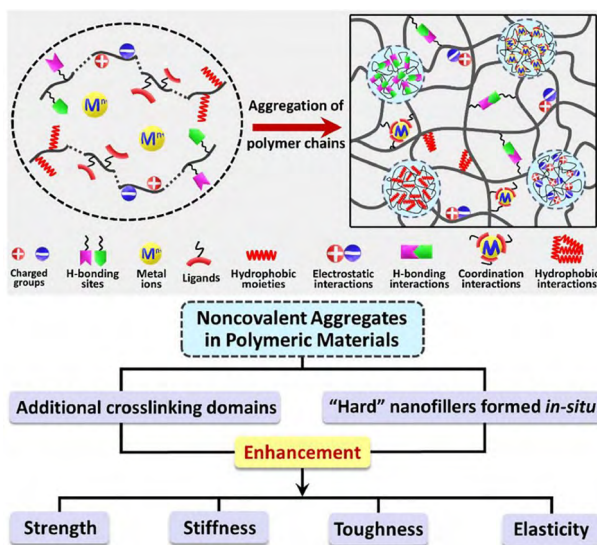 Mⁿ⁺
Mⁿ⁺
Aggregation of
polymer chains
M
M
M
Charged
groups
H-bonding
sites
M
Metal
ions
Ligands
Hydrophobic
moieties
Electrostatic
interactions
H-bonding
interactions
M
Coordination
interactions
Hydrophobic
interactions
Noncovalent Aggregates
in Polymeric Materials
Additional crosslinking domains
“Hard” nanofillers formed in-situ
Enhancement
Strength
Stiffness
Toughness
Elasticity